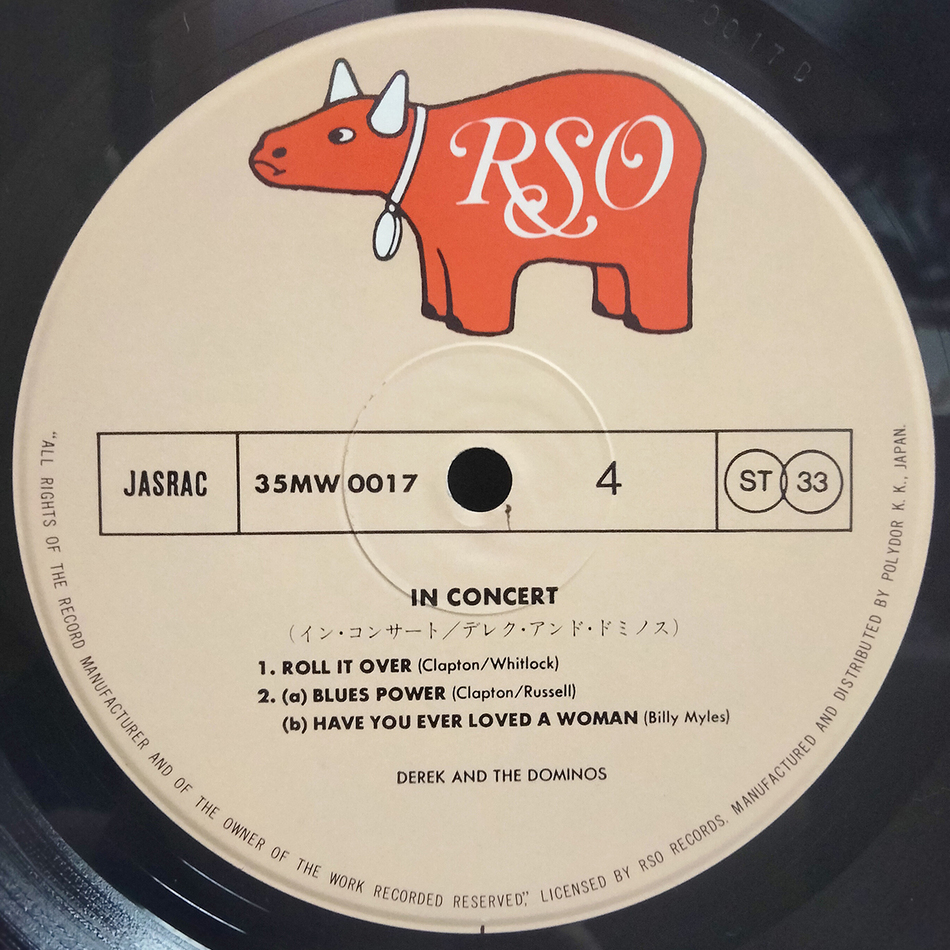 0017 D
RSO
JASRAC
35MW 0017
4
ST 33
IN CONCERT
(イン・コンサート/デレク・アンド・ドミノス)
1. ROLL IT OVER (Clapton/Whitlock)
2. (a) BLUES POWER (Clapton/Russell)
(b) HAVE YOU EVER LOVED A WOMAN (Billy Myles)
DEREK AND THE DOMINOS
"ALL RIGHTS OF THE RECORD MANUFACTURER AND OF THE OWNER OF THE WORK RECORDED RESERVED," LICENSED BY RSO RECORDS. MANUFACTURED AND DISTRIBUTED BY POLYDOR K. K., JAPAN.